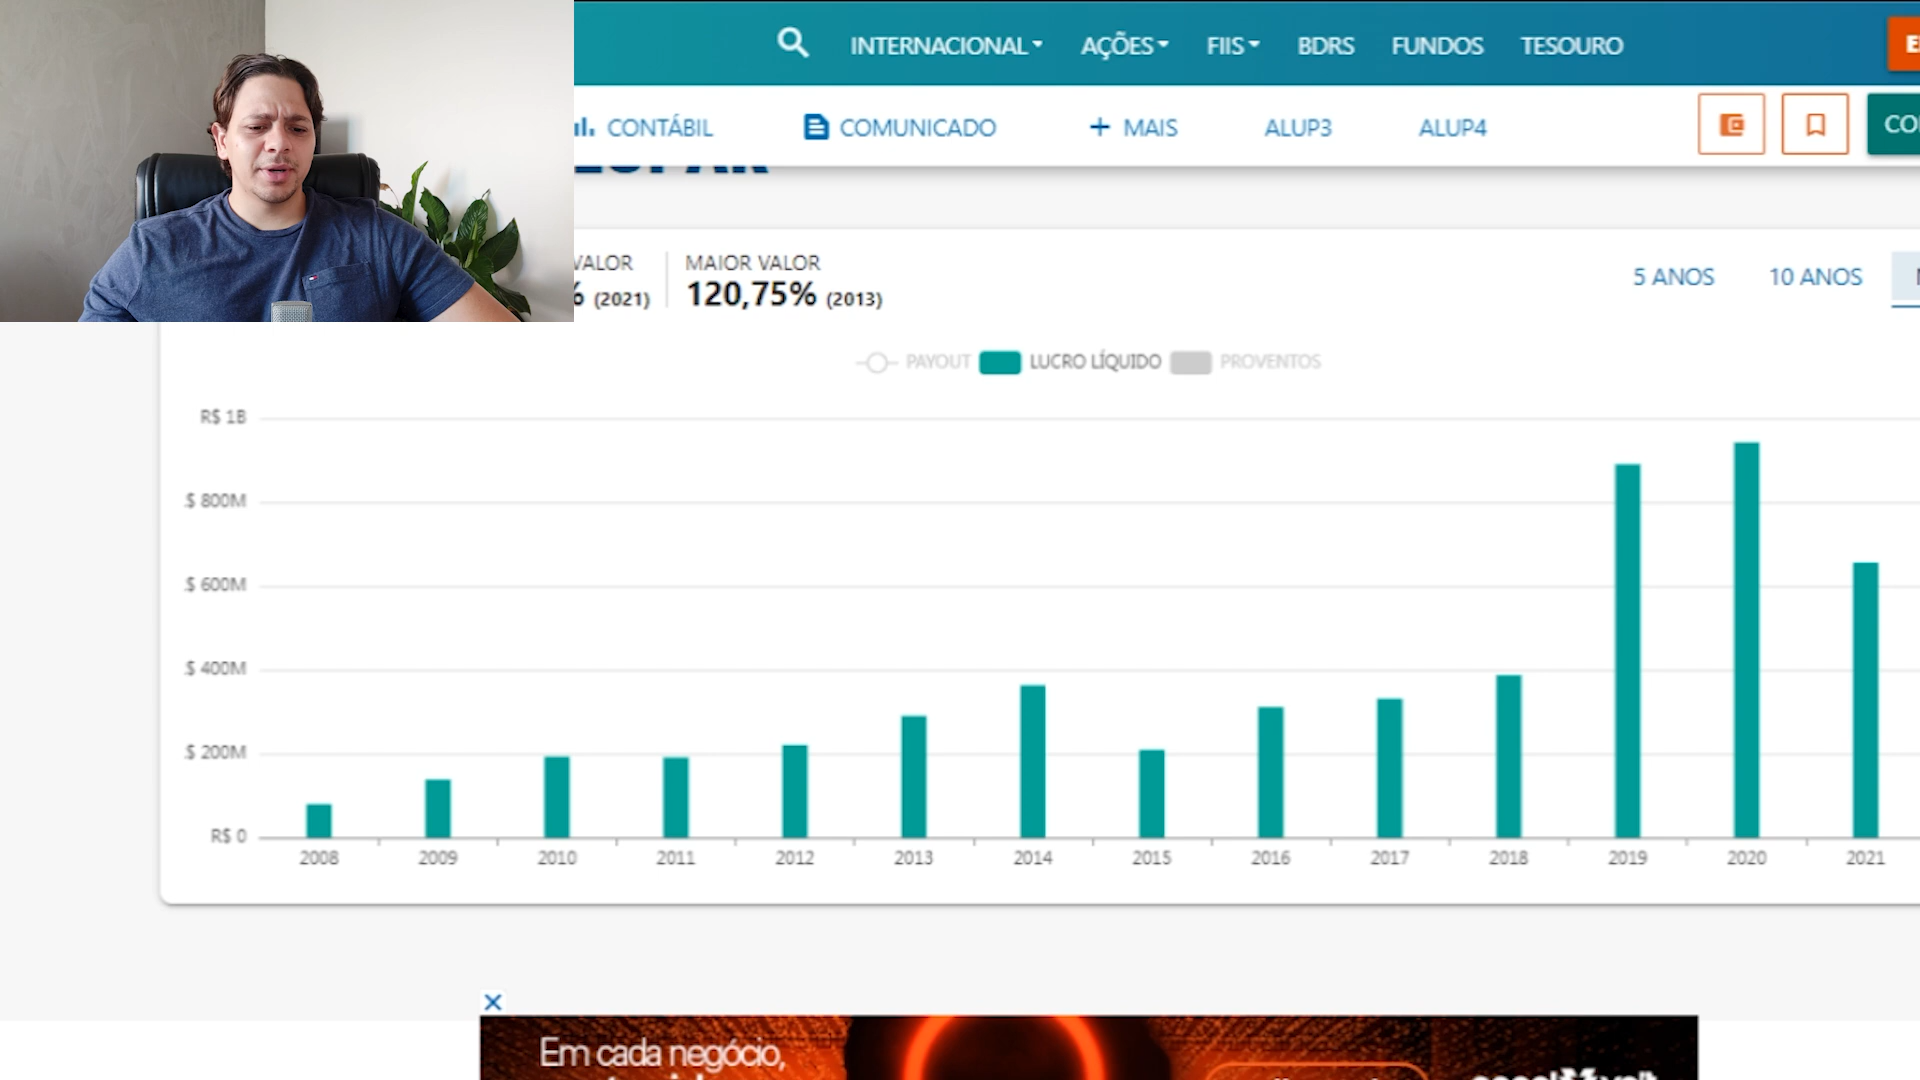 INTERNACIONAL AÇÕES FIIS BDRS FUNDOS TESOURO
CONTÁBIL COMUNICADO + MAIS ALUP3 ALUP4
VALOR
(2021)
MAIOR VALOR
120,75% (2013)
5 ANOS 10 ANOS
PAYOUT LUCRO LÍQUIDO PROVENTOS
R$ 1B
$ 800M
$ 600M
$ 400M
$ 200M
R$ 0
2008 2009 2010 2011 2012 2013 2014 2015 2016 2017 2018 2019 2020 2021
Em cada negócio,